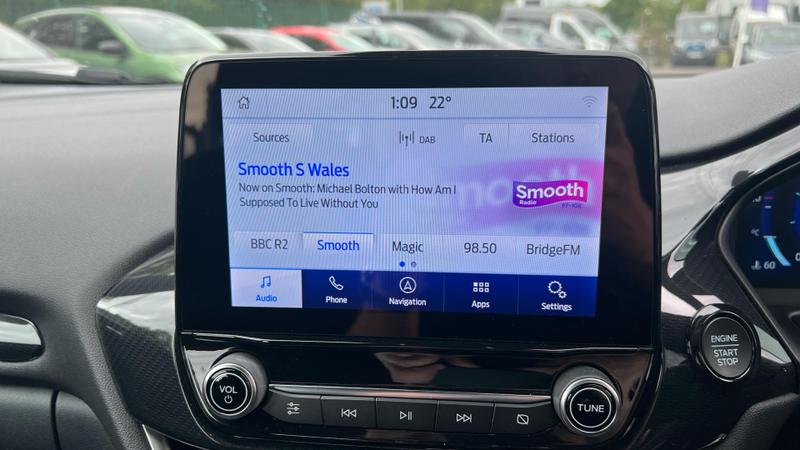 1:09 22°
Sources DAB TA Stations
Smooth S Wales
Now on Smooth: Michael Bolton with How Am I
Supposed To Live Without You
Smooth
Radio
97-108
BBC R2 Smooth Magic 98.50 BridgeFM
Audio Phone Navigation Apps Settings
60
ENGINE
START
STOP
VOL
TUNE